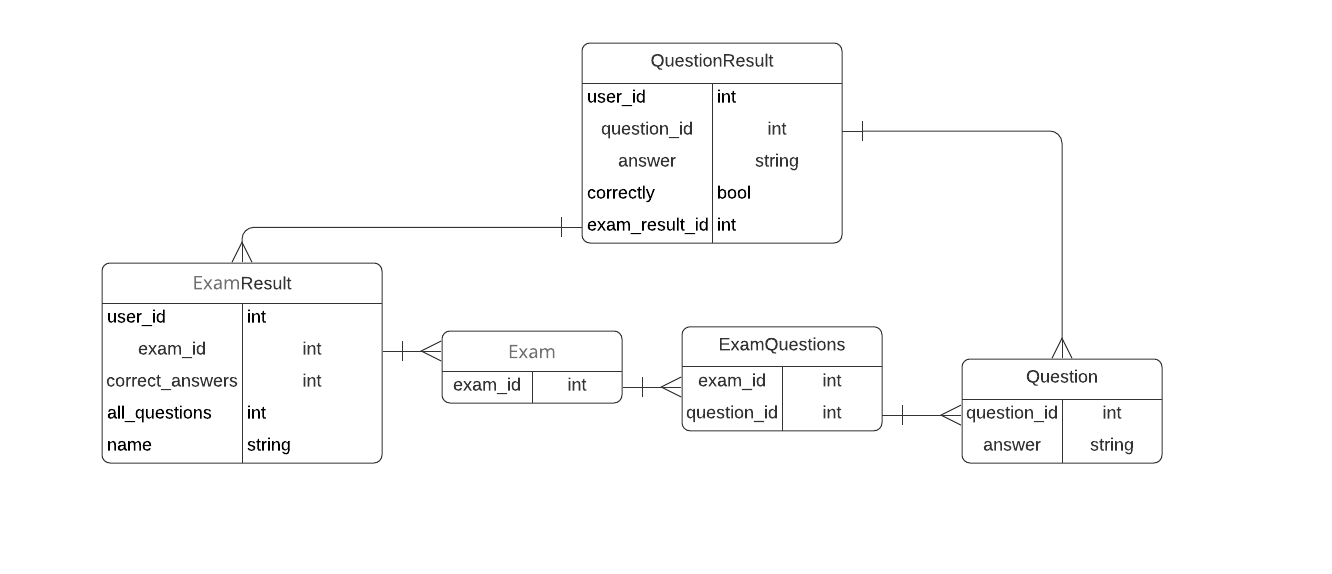 QuestionResult
user_id int
question_id int
answer string
correctly bool
exam_result_id int
ExamResult
user_id int
exam_id int
correct_answers int
all_questions int
name string
Exam
exam_id int
ExamQuestions
exam_id int
question_id int
Question
question_id int
answer string